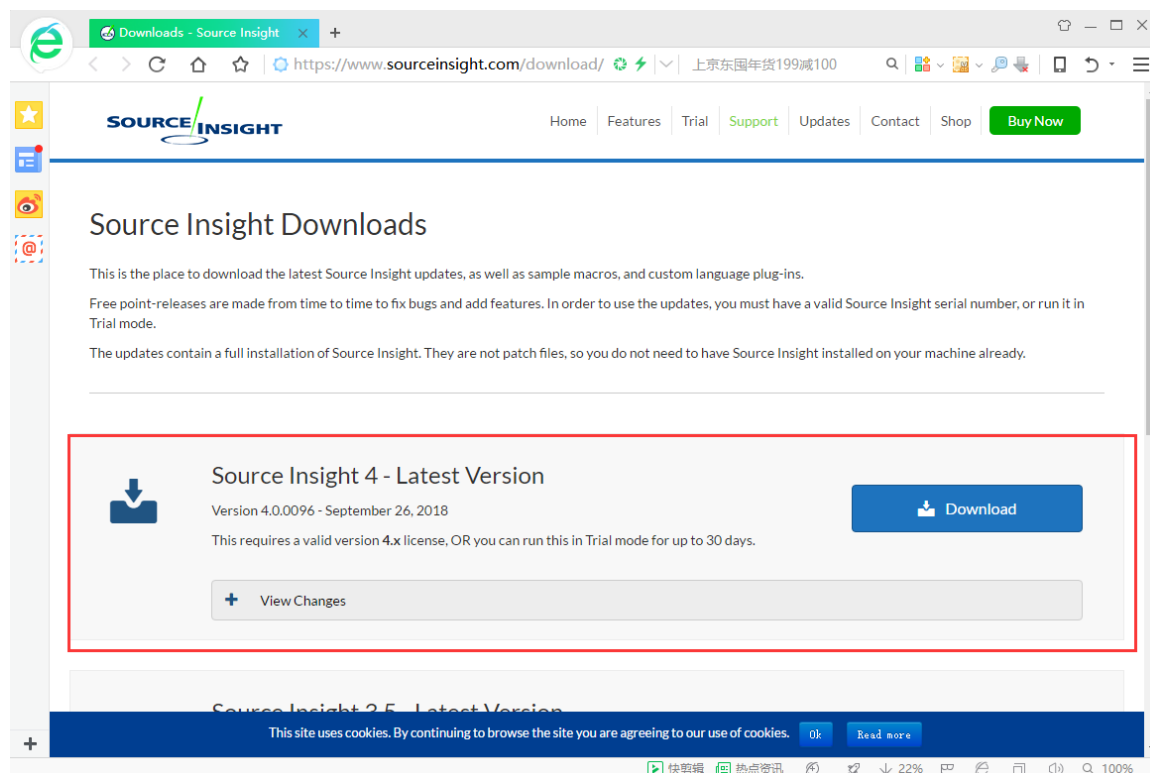 Downloads - Source Insight
https://www.sourceinsight.com/download/
上京东囤年货199减100
SOURCE INSIGHT
Home
Features
Trial
Support
Updates
Contact
Shop
Buy Now
Source Insight Downloads
This is the place to download the latest Source Insight updates, as well as sample macros, and custom language plug-ins.
Free point-releases are made from time to time to fix bugs and add features. In order to use the updates, you must have a valid Source Insight serial number, or run it in
Trial mode.
The updates contain a full installation of Source Insight. They are not patch files, so you do not need to have Source Insight installed on your machine already.
Source Insight 4 - Latest Version
Version 4.0.0096 - September 26, 2018
Download
This requires a valid version 4.x license, OR you can run this in Trial mode for up to 30 days.
View Changes
Source Insight 3.5 - Latest Version
This site uses cookies. By continuing to browse the site you are agreeing to our use of cookies.
Ok
Read more
快剪辑
热点资讯
22%
100%